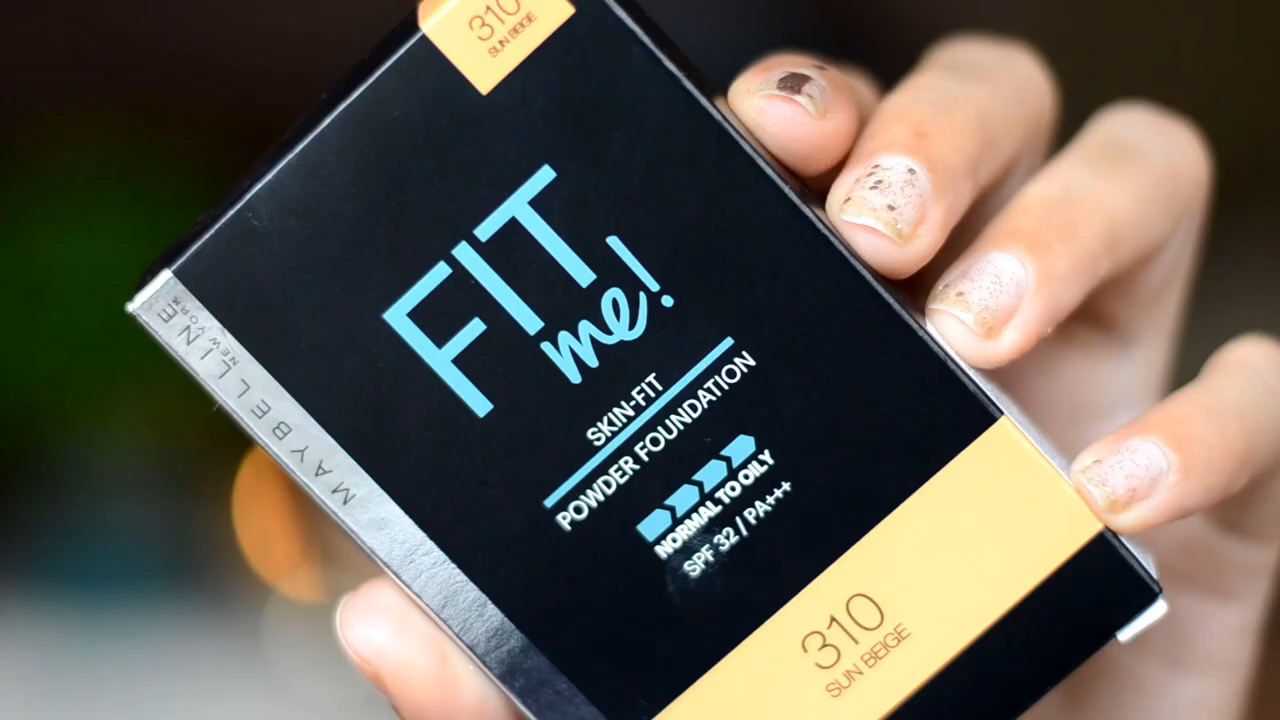 310
SUN BEIGE
FIT
me!
SKIN-FIT
POWDER FOUNDATION
NORMAL TO OILY
SPF 32 / PA+++
310
SUN BEIGE
MAYBELLINE
NEW YORK